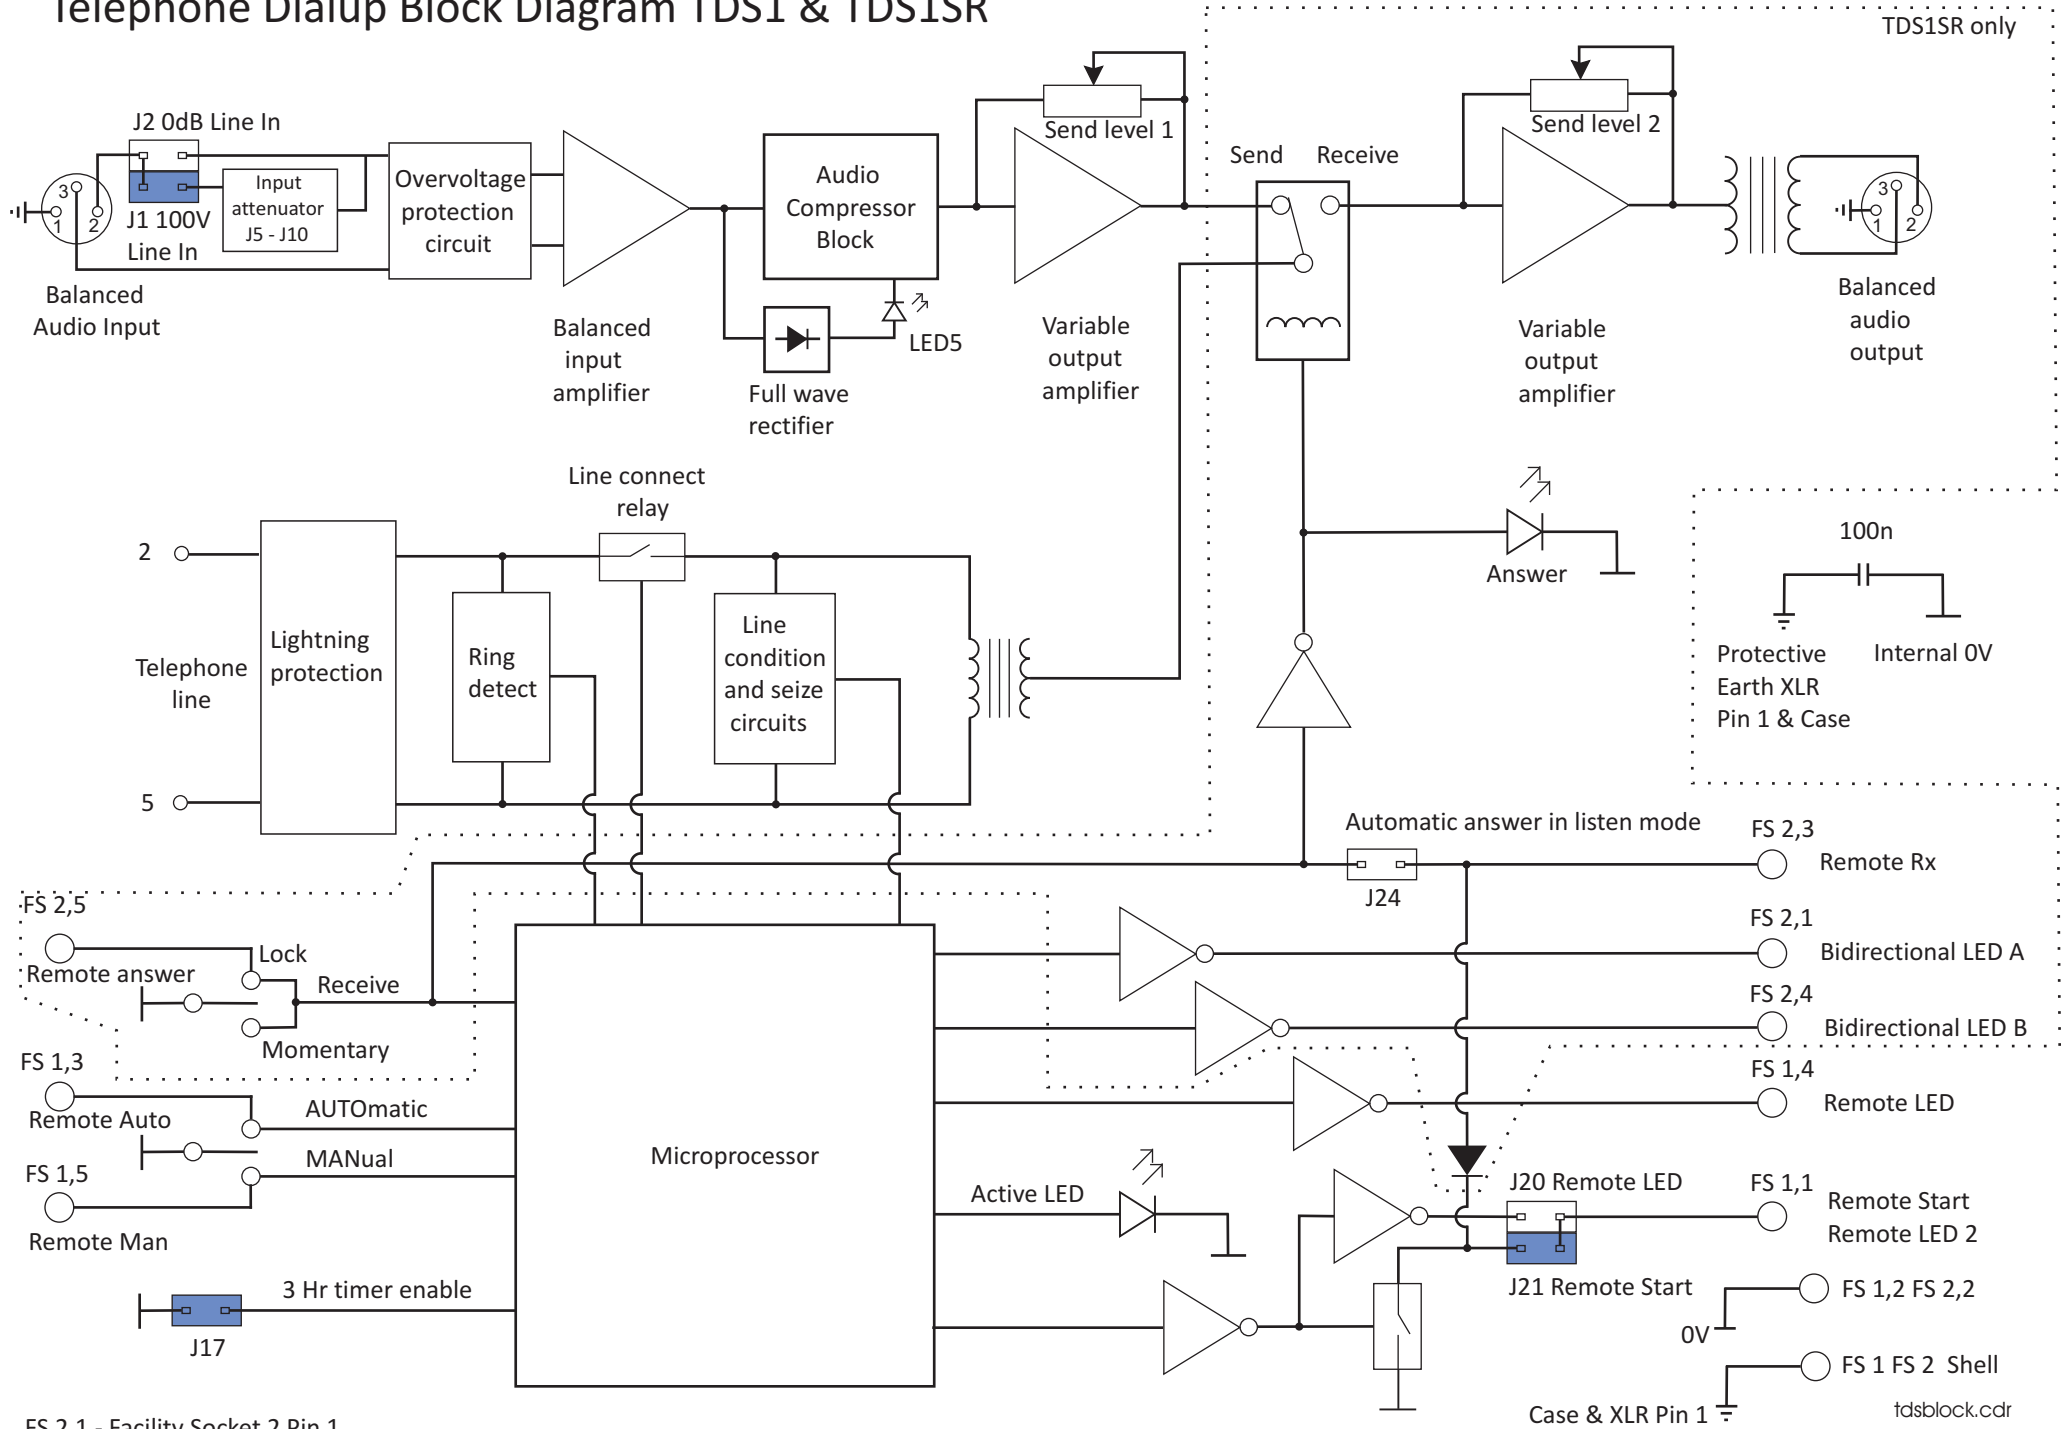 Telephone Dialup Block Diagram TDS1 & TDS1SR
TDS1SR only
J2 0dB Line In
Send level 1
Send level 2
3
1
2
Input
attenuator
J5 - J10
J1 100V
Line In
Balanced
Audio Input
Overvoltage
protection
circuit
Balanced
input
amplifier
Audio
Compressor
Block
LED5
Full wave
rectifier
Variable
output
amplifier
Send
Receive
Variable
output
amplifier
3
1
2
Balanced
audio
output
Line connect
relay
2
Telephone
line
5
Lightning
protection
Ring
detect
Line
condition
and seize
circuits
Answer
100n
Protective
Earth XLR
Pin 1 & Case
Internal 0V
Automatic answer in listen mode
J24
FS 2,3
Remote Rx
FS 2,1
Bidirectional LED A
FS 2,4
Bidirectional LED B
FS 1,4
Remote LED
FS 2,5
Remote answer
Lock
Receive
Momentary
FS 1,3
Remote Auto
AUTOmatic
MANual
FS 1,5
Remote Man
3 Hr timer enable
J17
Microprocessor
Active LED
J20 Remote LED
J21 Remote Start
FS 1,1
Remote Start
Remote LED 2
FS 1,2 FS 2,2
0V
FS 1 FS 2 Shell
Case & XLR Pin 1
tdsblock.cdr
FS 2,1 - Facility Socket 2 Pin 1